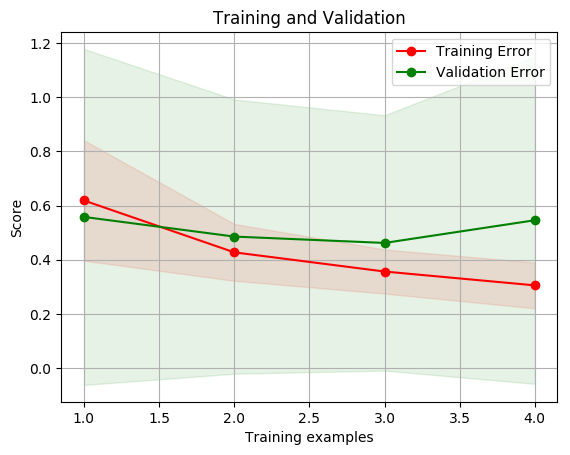 Training and Validation
Training Error
Validation Error
Score
1.2
1.0
0.8
0.6
0.4
0.2
0.0
1.0 1.5 2.0 2.5 3.0 3.5 4.0
Training examples